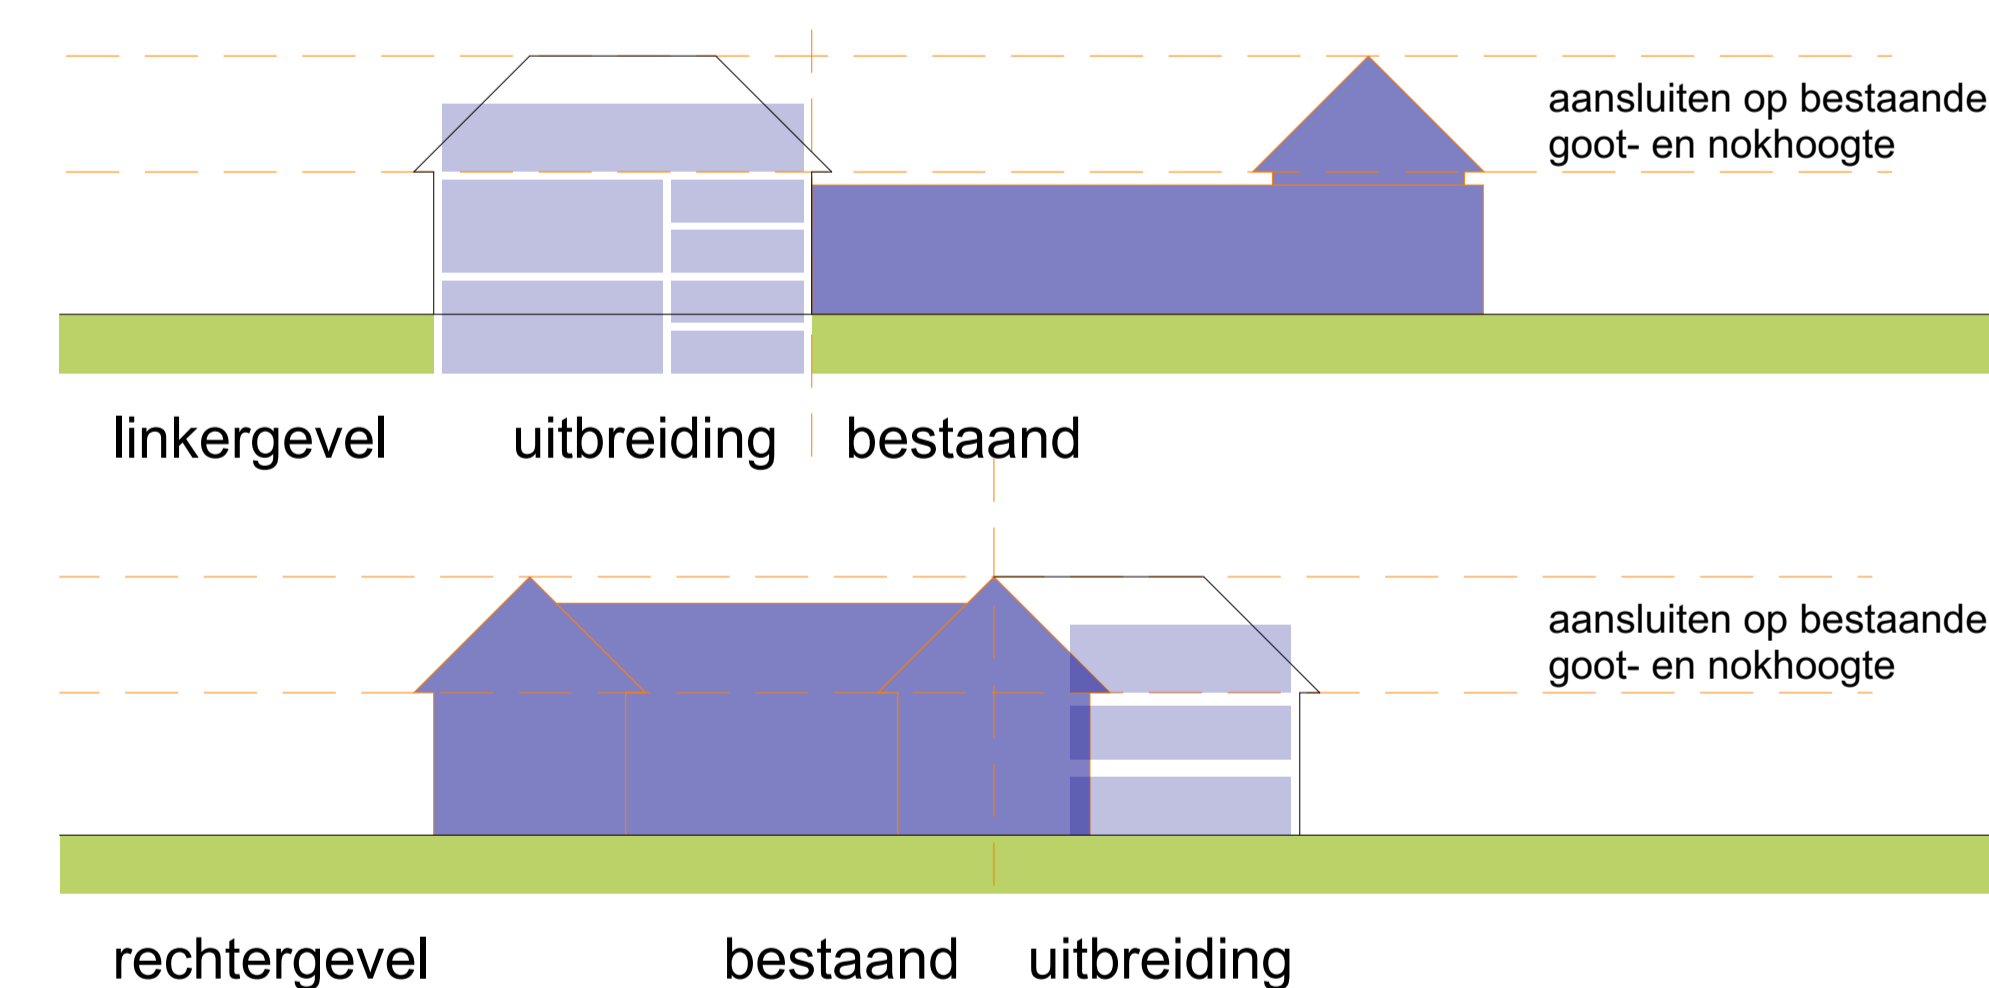 aansluiten op bestaande
goot- en nokhoogte
linkergevel uitbreiding bestaand
aansluiten op bestaande
goot- en nokhoogte
rechtergevel bestaand uitbreiding